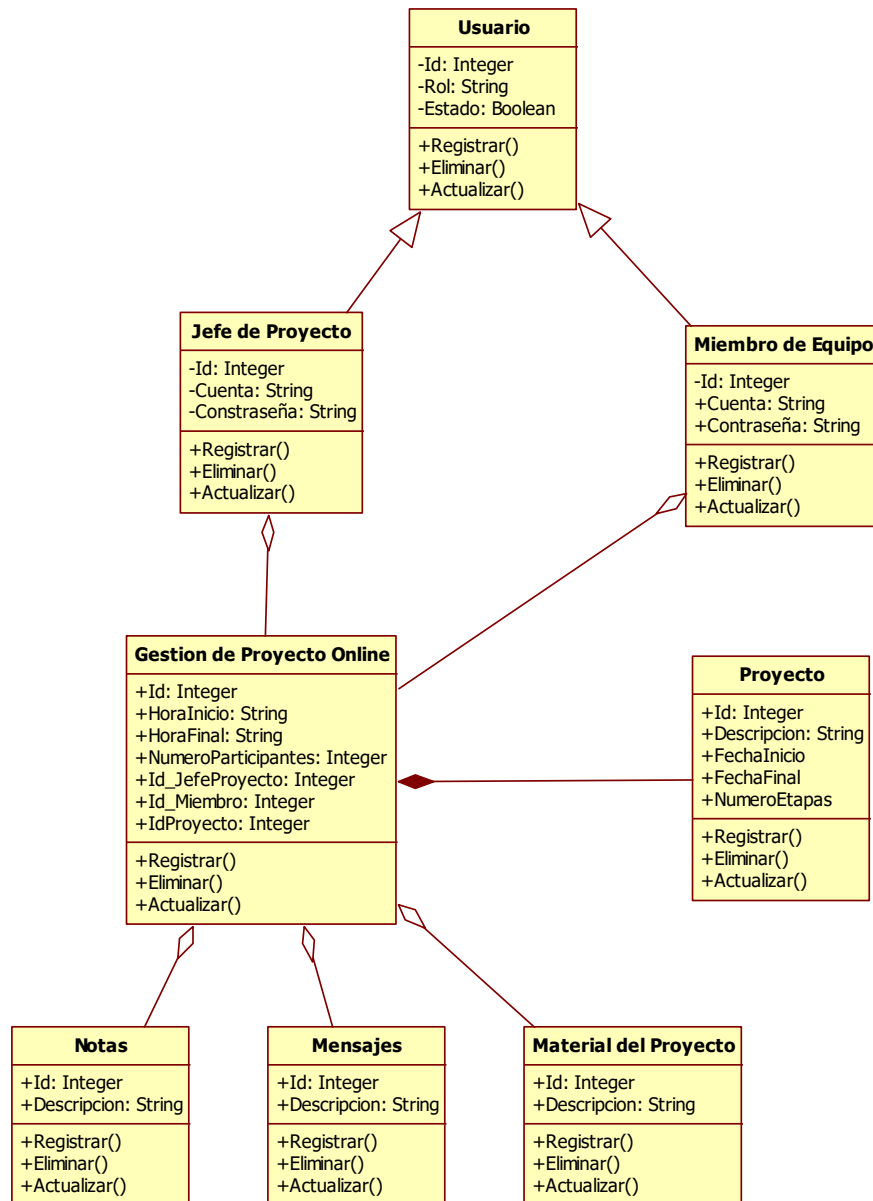 Usuario
-Id: Integer
-Rol: String
-Estado: Boolean
+Registrar()
+Eliminar()
+Actualizar()
Jefe de Proyecto
-Id: Integer
-Cuenta: String
-Constraseña: String
+Registrar()
+Eliminar()
+Actualizar()
Miembro de Equipo
-Id: Integer
+Cuenta: String
+Contraseña: String
+Registrar()
+Eliminar()
+Actualizar()
Gestion de Proyecto Online
+Id: Integer
+HoraInicio: String
+HoraFinal: String
+NumeroParticipantes: Integer
+Id_JefeProyecto: Integer
+Id_Miembro: Integer
+IdProyecto: Integer
+Registrar()
+Eliminar()
+Actualizar()
Proyecto
+Id: Integer
+Descripcion: String
+FechaInicio
+FechaFinal
+NumeroEtapas
+Registrar()
+Eliminar()
+Actualizar()
Notas
+Id: Integer
+Descripcion: String
+Registrar()
+Eliminar()
+Actualizar()
Mensajes
+Id: Integer
+Descripcion: String
+Registrar()
+Eliminar()
+Actualizar()
Material del Proyecto
+Id: Integer
+Descripcion: String
+Registrar()
+Eliminar()
+Actualizar()